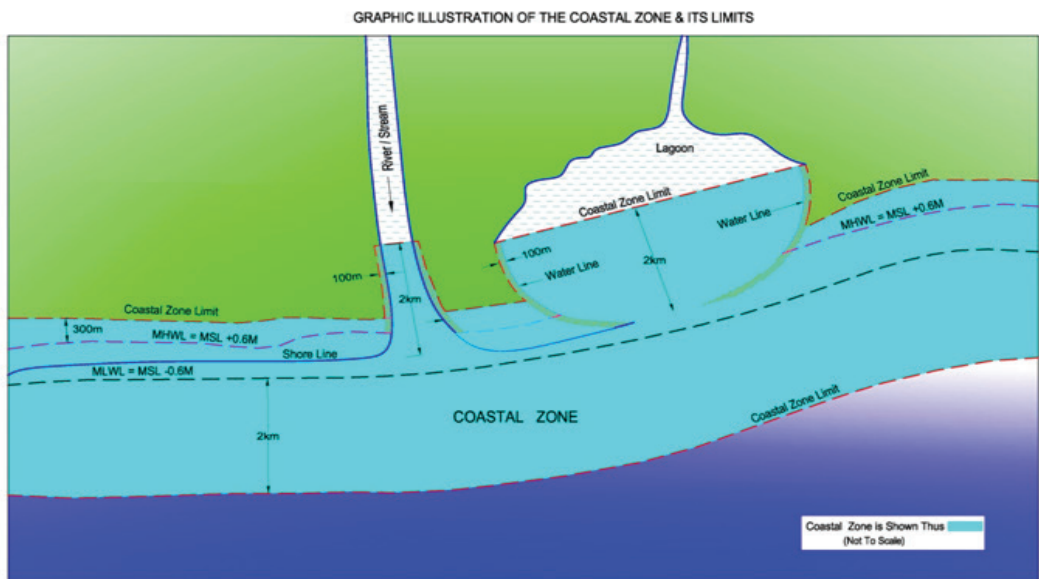 GRAPHIC ILLUSTRATION OF THE COASTAL ZONE & ITS LIMITS
River / Stream
Lagoon
Coastal Zone Limit
Coastal Zone Limit
MHWL = MSL +0.6M
Water Line
100m
Water Line
2km
100m
2km
Coastal Zone Limit
300m
MHWL = MSL +0.6M
Shore Line
MLWL = MSL -0.6M
COASTAL ZONE
Coastal Zone Limit
2km
Coastal Zone is Shown Thus
(Not To Scale)